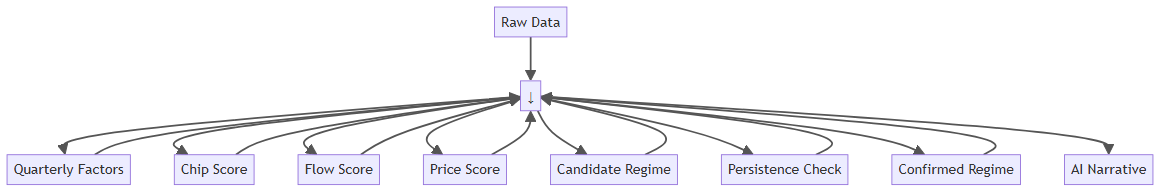 Raw Data
↓
Quarterly Factors
Chip Score
Flow Score
Price Score
Candidate Regime
Persistence Check
Confirmed Regime
AI Narrative